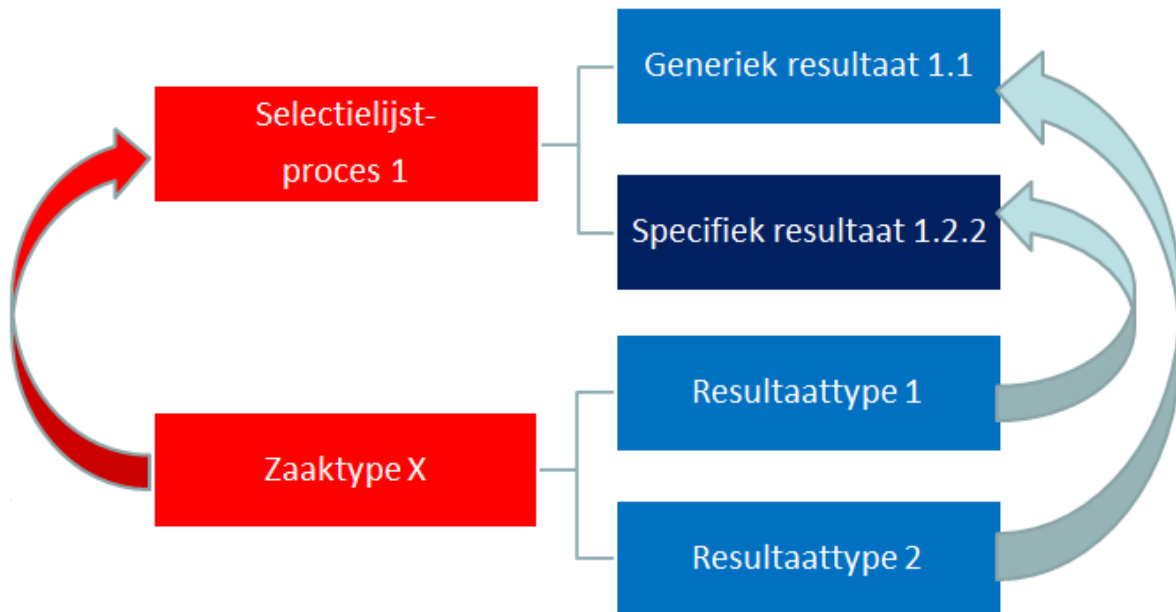 Generiek resultaat 1.1
Selectielijst-
proces 1
Specifiek resultaat 1.2.2
Resultaattype 1
Zaaktype X
Resultaattype 2